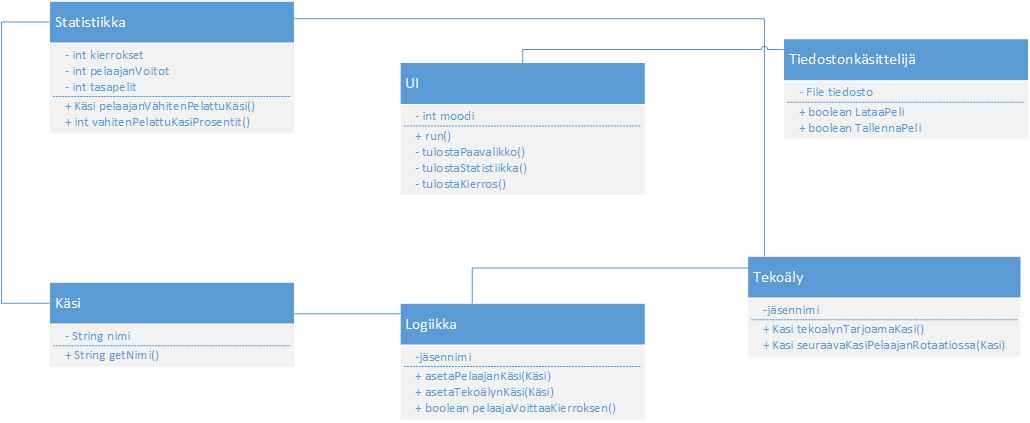 Statistiikka
- int kierrokset
- int pelaajanVoitot
- int tasapelit
+ Käsi pelaajanVähitenPelattuKäsi()
+ int vahitenPelattuKasiProsentit()
UI
- int moodi
+ run()
- tulostaPaavalikko()
- tulostaStatistiikka()
- tulostaKierros()
Tiedostonkäsittelijä
- File tiedosto
+ boolean LataaPeli
+ boolean TallennaPeli
Käsi
- String nimi
+ String getNimi()
Logiikka
-jäsennimi
+ asetaPelaajanKäsi(Käsi)
+ asetaTekoälynKäsi(Käsi)
+ boolean pelaajaVoittaaKierroksen()
Tekoäly
-jäsennimi
+ Kasi tekoalynTarjoamaKasi()
+ Kasi seuraavaKasiPelaajanRotaatiossa(Kasi)